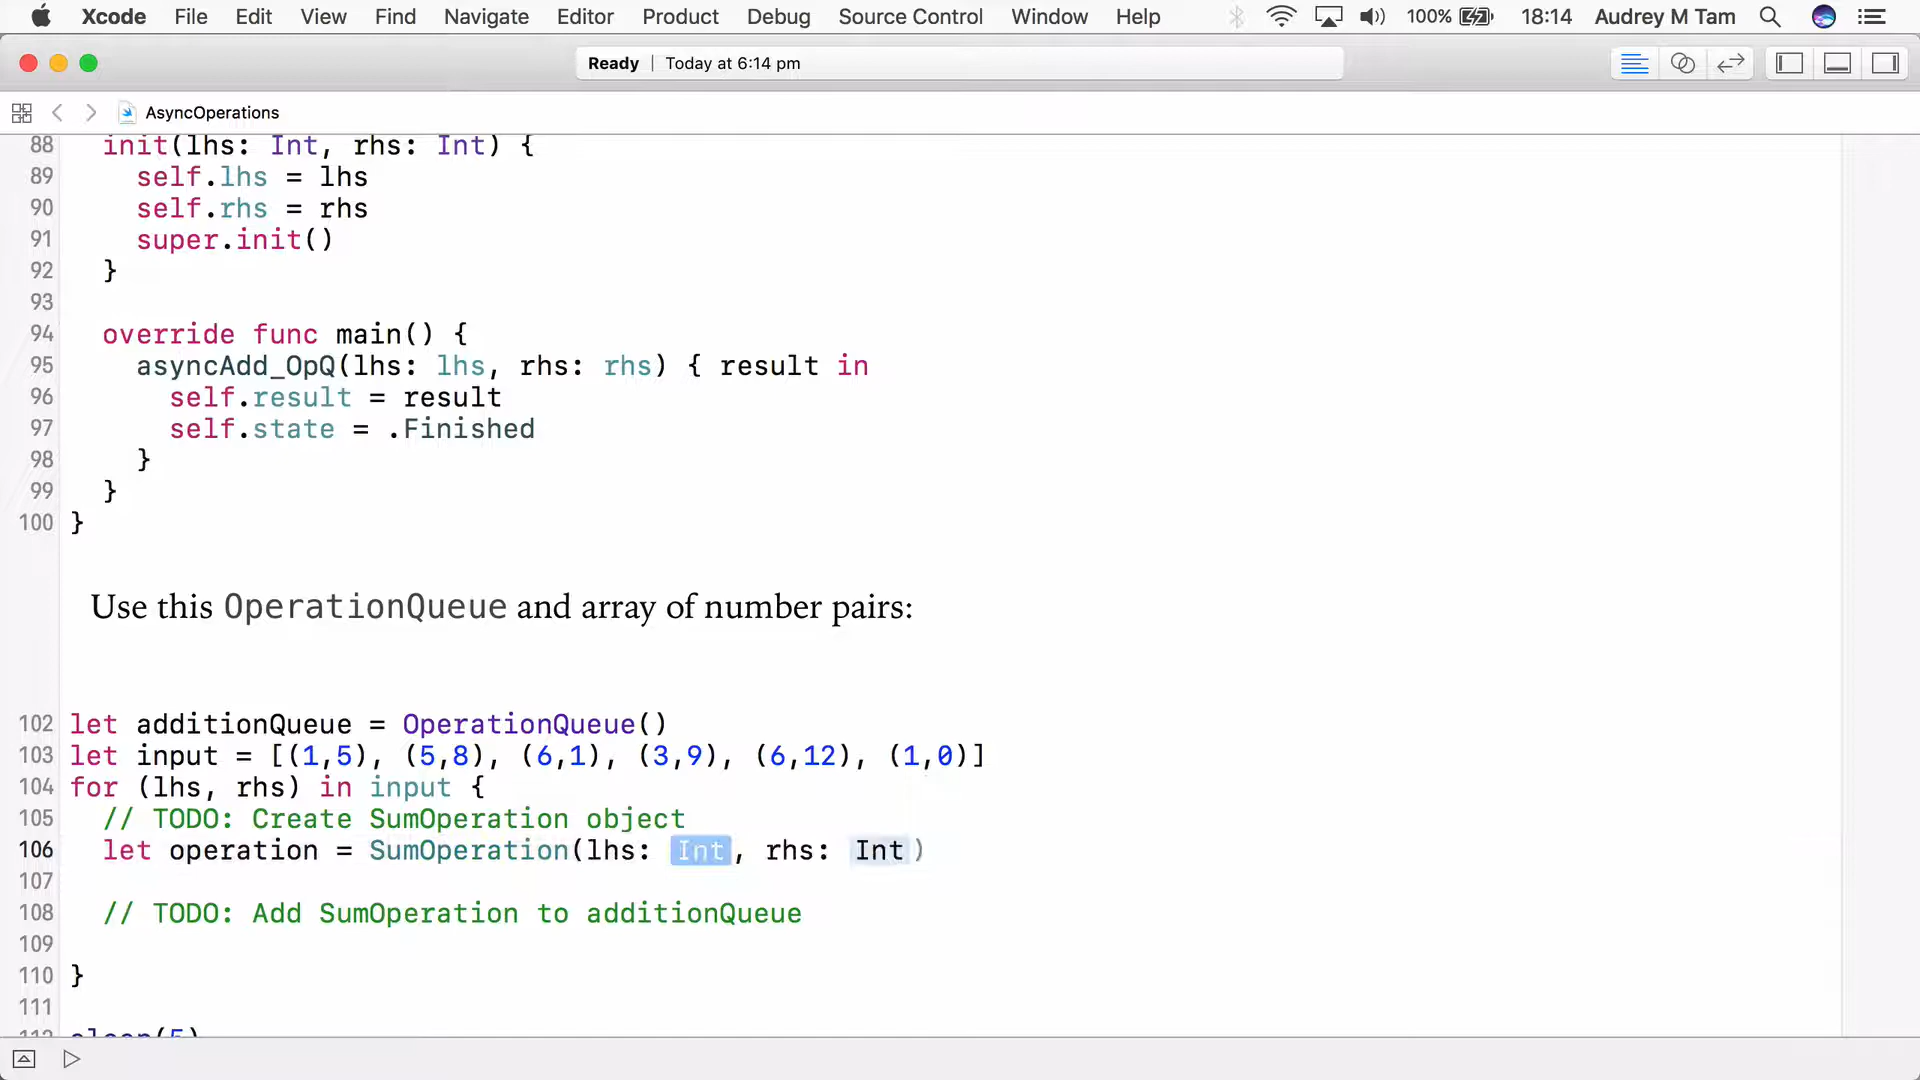 Xcode File Edit View Find Navigate Editor Product Debug Source Control Window Help 100% 18:14 Audrey M Tam
Ready | Today at 6:14 pm
AsyncOperations
88 init(lhs: Int, rhs: Int) {
89 self.lhs = lhs
90 self.rhs = rhs
91 super.init()
92 }
93
94 override func main() {
95 asyncAdd_OpQ(lhs: lhs, rhs: rhs) { result in
96 self.result = result
97 self.state = .Finished
98 }
99 }
100 }
Use this OperationQueue and array of number pairs:
102 let additionQueue = OperationQueue()
103 let input = [(1,5), (5,8), (6,1), (3,9), (6,12), (1,0)]
104 for (lhs, rhs) in input {
105 // TODO: Create SumOperation object
106 let operation = SumOperation(lhs: Int, rhs: Int)
107
108 // TODO: Add SumOperation to additionQueue
109
110 }
111
112 sleep(5)